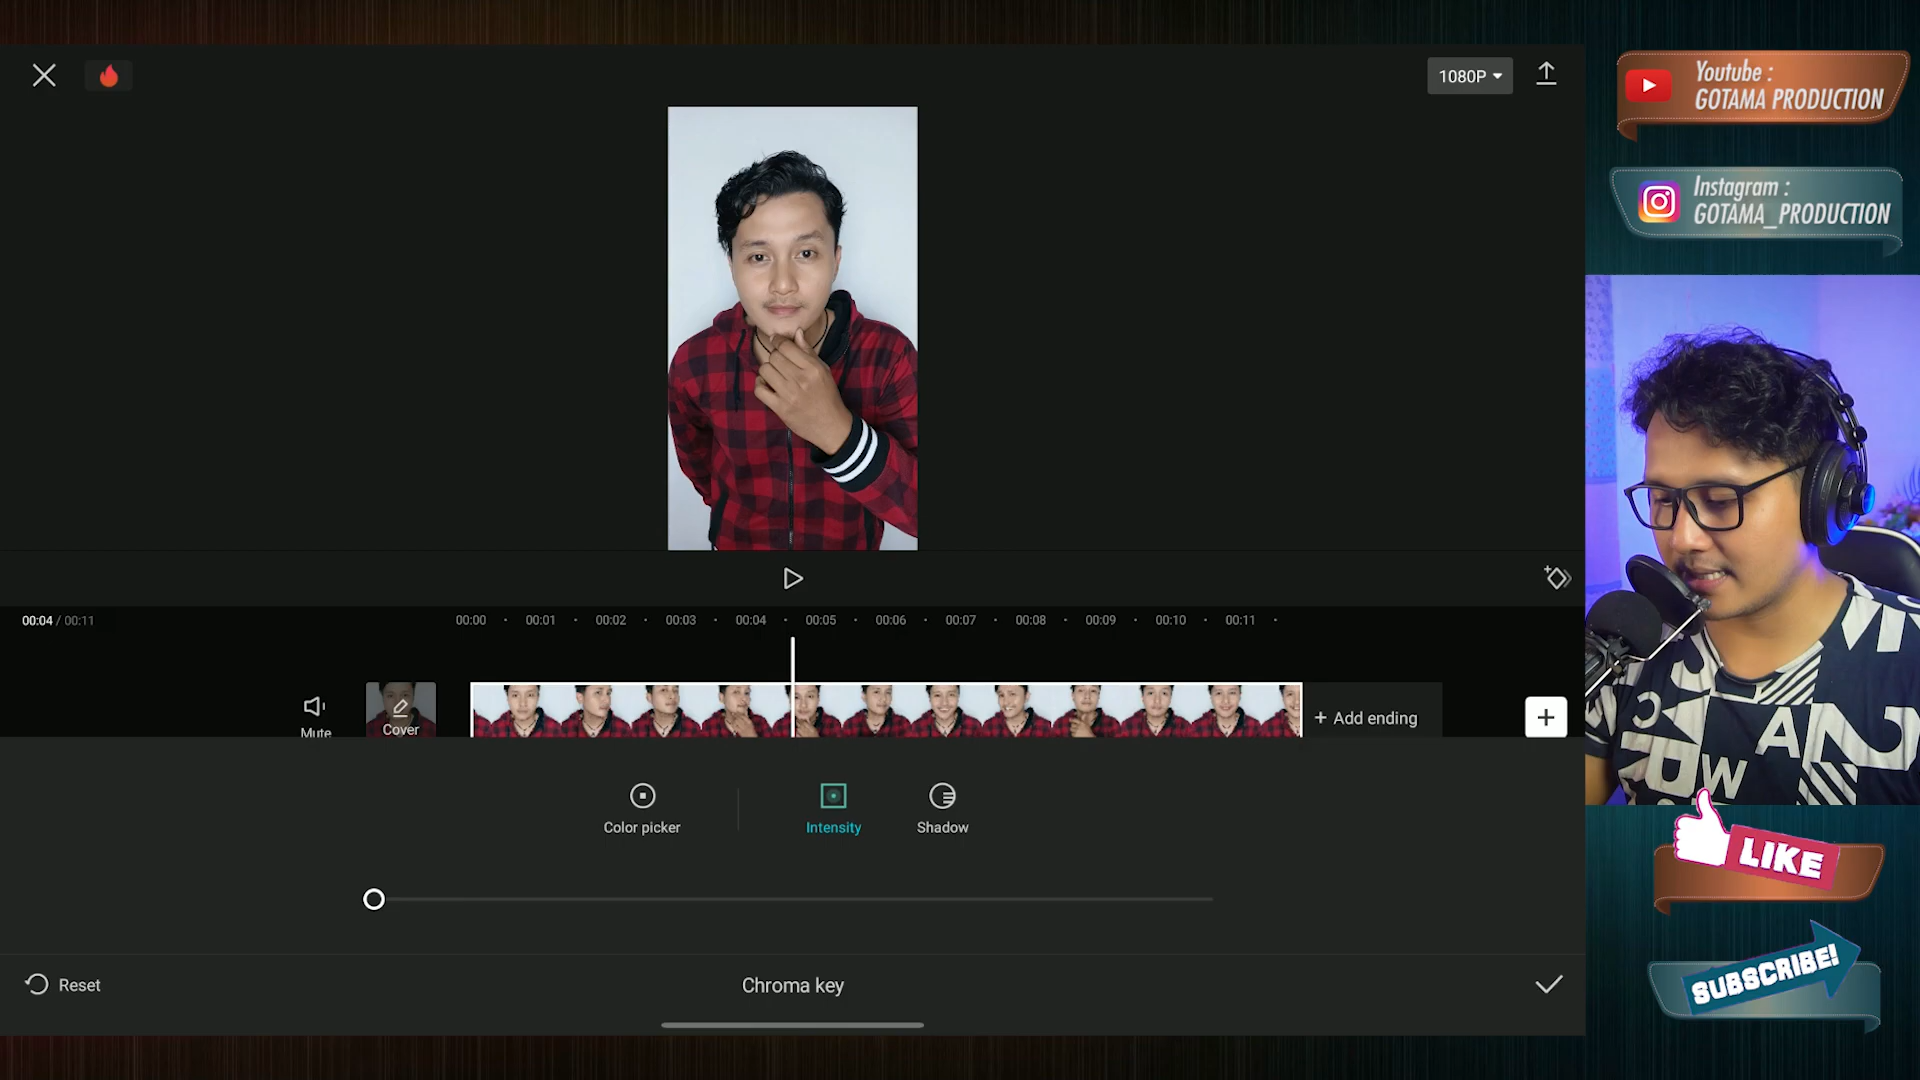 1080P
Youtube :
GOTAMA PRODUCTION
Instagram :
GOTAMA_PRODUCTION
00:04 / 00:11
00:00 00:01 00:02 00:03 00:04 00:05 00:06 00:07 00:08 00:09 00:10 00:11
Mute
Cover
+ Add ending
Color picker
Intensity
Shadow
LIKE
SUBSCRIBE!
Reset
Chroma key